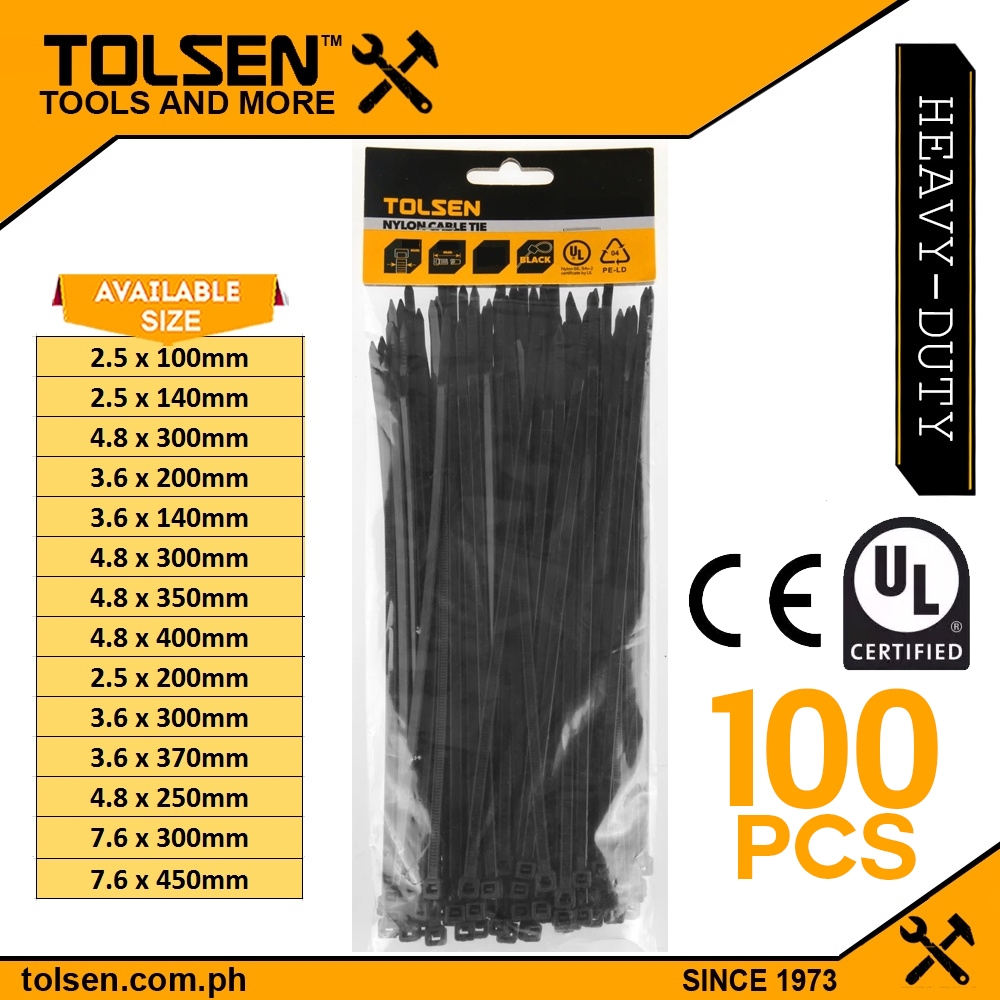 TOLSEN™
TOOLS AND MORE
HEAVY-DUTY
TOLSEN
NYLON CABLE TIE
BLACK
UL
04
PE-LD
AVAILABLE
SIZE
2.5 x 100mm
2.5 x 140mm
4.8 x 300mm
3.6 x 200mm
3.6 x 140mm
4.8 x 300mm
4.8 x 350mm
4.8 x 400mm
2.5 x 200mm
3.6 x 300mm
3.6 x 370mm
4.8 x 250mm
7.6 x 300mm
7.6 x 450mm
CE
UL
®
CERTIFIED
100
PCS
tolsen.com.ph
SINCE 1973